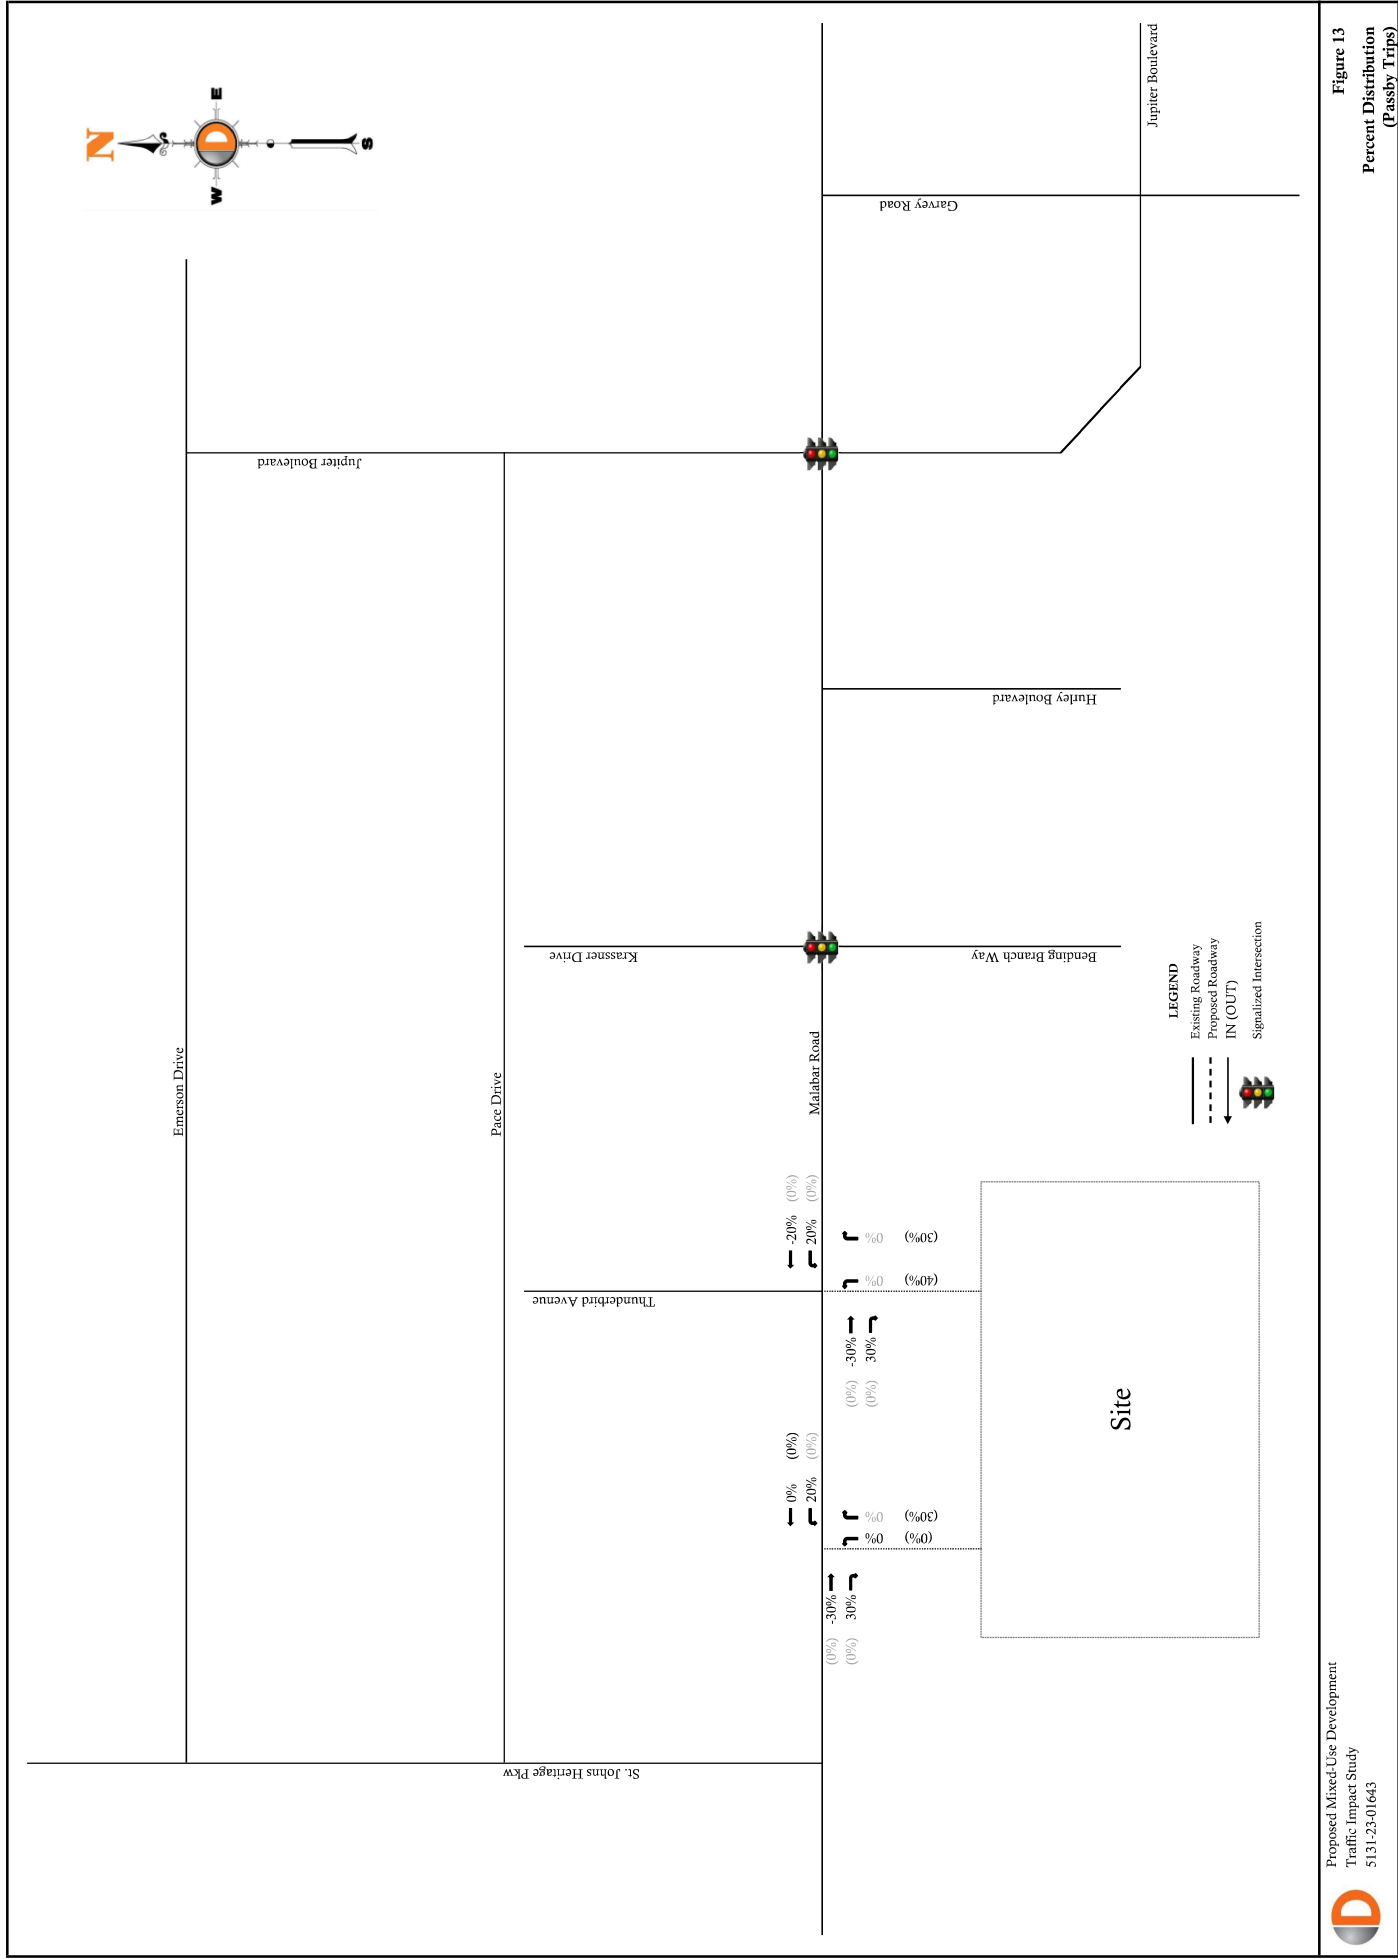 N
W
D
E
S
Emerson Drive
Pace Drive
Malabar Road
St. Johns Heritage Pkw
Thunderbird Avenue
Krassner Drive
Bending Branch Way
Hurley Boulevard
Jupiter Boulevard
Garvey Road
Jupiter Boulevard
0% (0%)
20% (0%)
(0%) -30%
(0%) 30%
0% 0%
(0%) (30%)
-20% (0%)
20% (0%)
(0%) -30%
(0%) 30%
0% 0%
(40%) (30%)
Site
LEGEND
Existing Roadway
Proposed Roadway
IN (OUT)
Signalized Intersection
D
Proposed Mixed-Use Development
Traffic Impact Study
5131-23-01643
Figure 13
Percent Distribution
(Passby Trips)